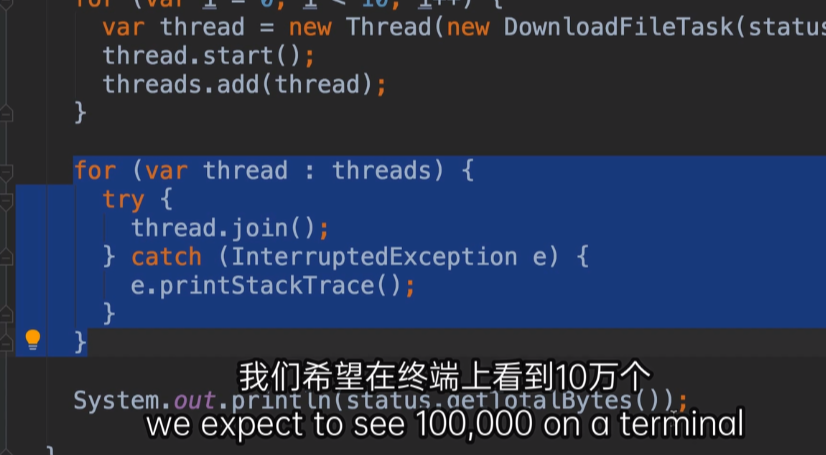 for (var i = 0; i < 10; i++) {
var thread = new Thread(new DownloadFileTask(status
thread.start();
threads.add(thread);
}
for (var thread : threads) {
try {
thread.join();
} catch (InterruptedException e) {
e.printStackTrace();
}
}
我们希望在终端上看到10万个
System.out.println(status.getTotalBytes());
we expect to see 100,000 on a terminal
}